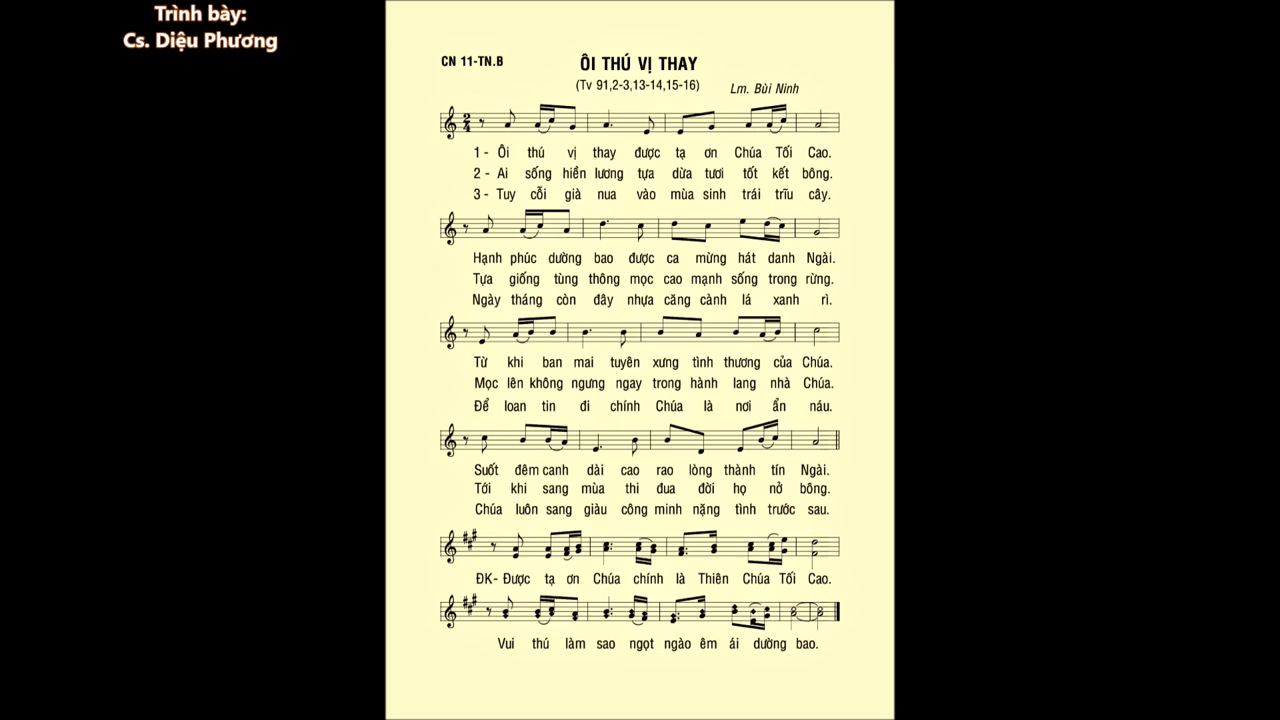 Trình bày:
Cs. Diệu Phương
CN 11-TN.B
ÔI THÚ VỊ THAY
(Tv 91,2-3,13-14,15-16)
Lm. Bùi Ninh
1 - Ôi thú vị thay được tạ ơn Chúa Tối Cao.
2 - Ai sống hiền lương tựa dừa tươi tốt kết bông.
3 - Tuy cỗi già nua vào mùa sinh trái trĩu cây.
Hạnh phúc dường bao được ca mừng hát danh Ngài.
Tựa giống tùng thông mọc cao mạnh sống trong rừng.
Ngày tháng còn đây nhựa căng cành lá xanh rì.
Từ khi ban mai tuyên xưng tình thương của Chúa.
Mọc lên không ngưng ngay trong hành lang nhà Chúa.
Để loan tin đi chính Chúa là nơi ẩn náu.
Suốt đêm canh dài cao rao lòng thành tín Ngài.
Tới khi sang mùa thi đua đời họ nở bông.
Chúa luôn sang giàu công minh nặng tình trước sau.
ĐK- Được tạ ơn Chúa chính là Thiên Chúa Tối Cao.
Vui thú làm sao ngọt ngào êm ái dường bao.